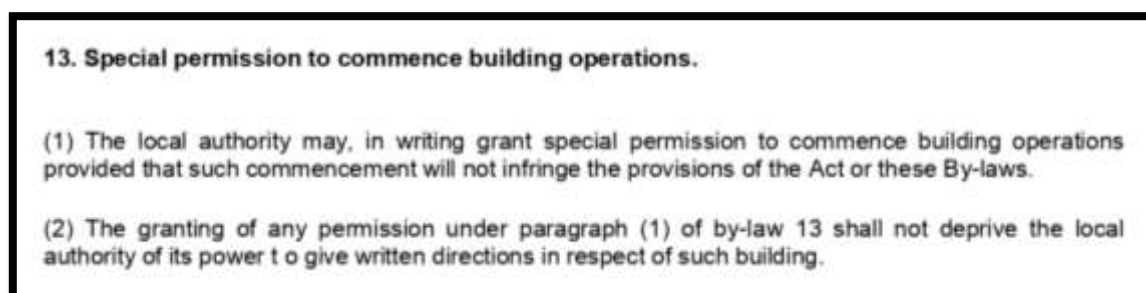 13. Special permission to commence building operations.
(1) The local authority may, in writing grant special permission to commence building operations
provided that such commencement will not infringe the provisions of the Act or these By-laws.
(2) The granting of any permission under paragraph (1) of by-law 13 shall not deprive the local
authority of its power t o give written directions in respect of such building.